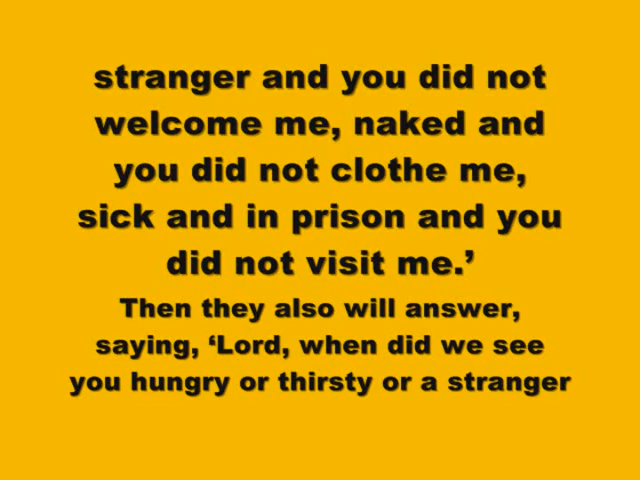 stranger and you did not
welcome me, naked and
you did not clothe me,
sick and in prison and you
did not visit me.’
Then they also will answer,
saying, ‘Lord, when did we see
you hungry or thirsty or a stranger